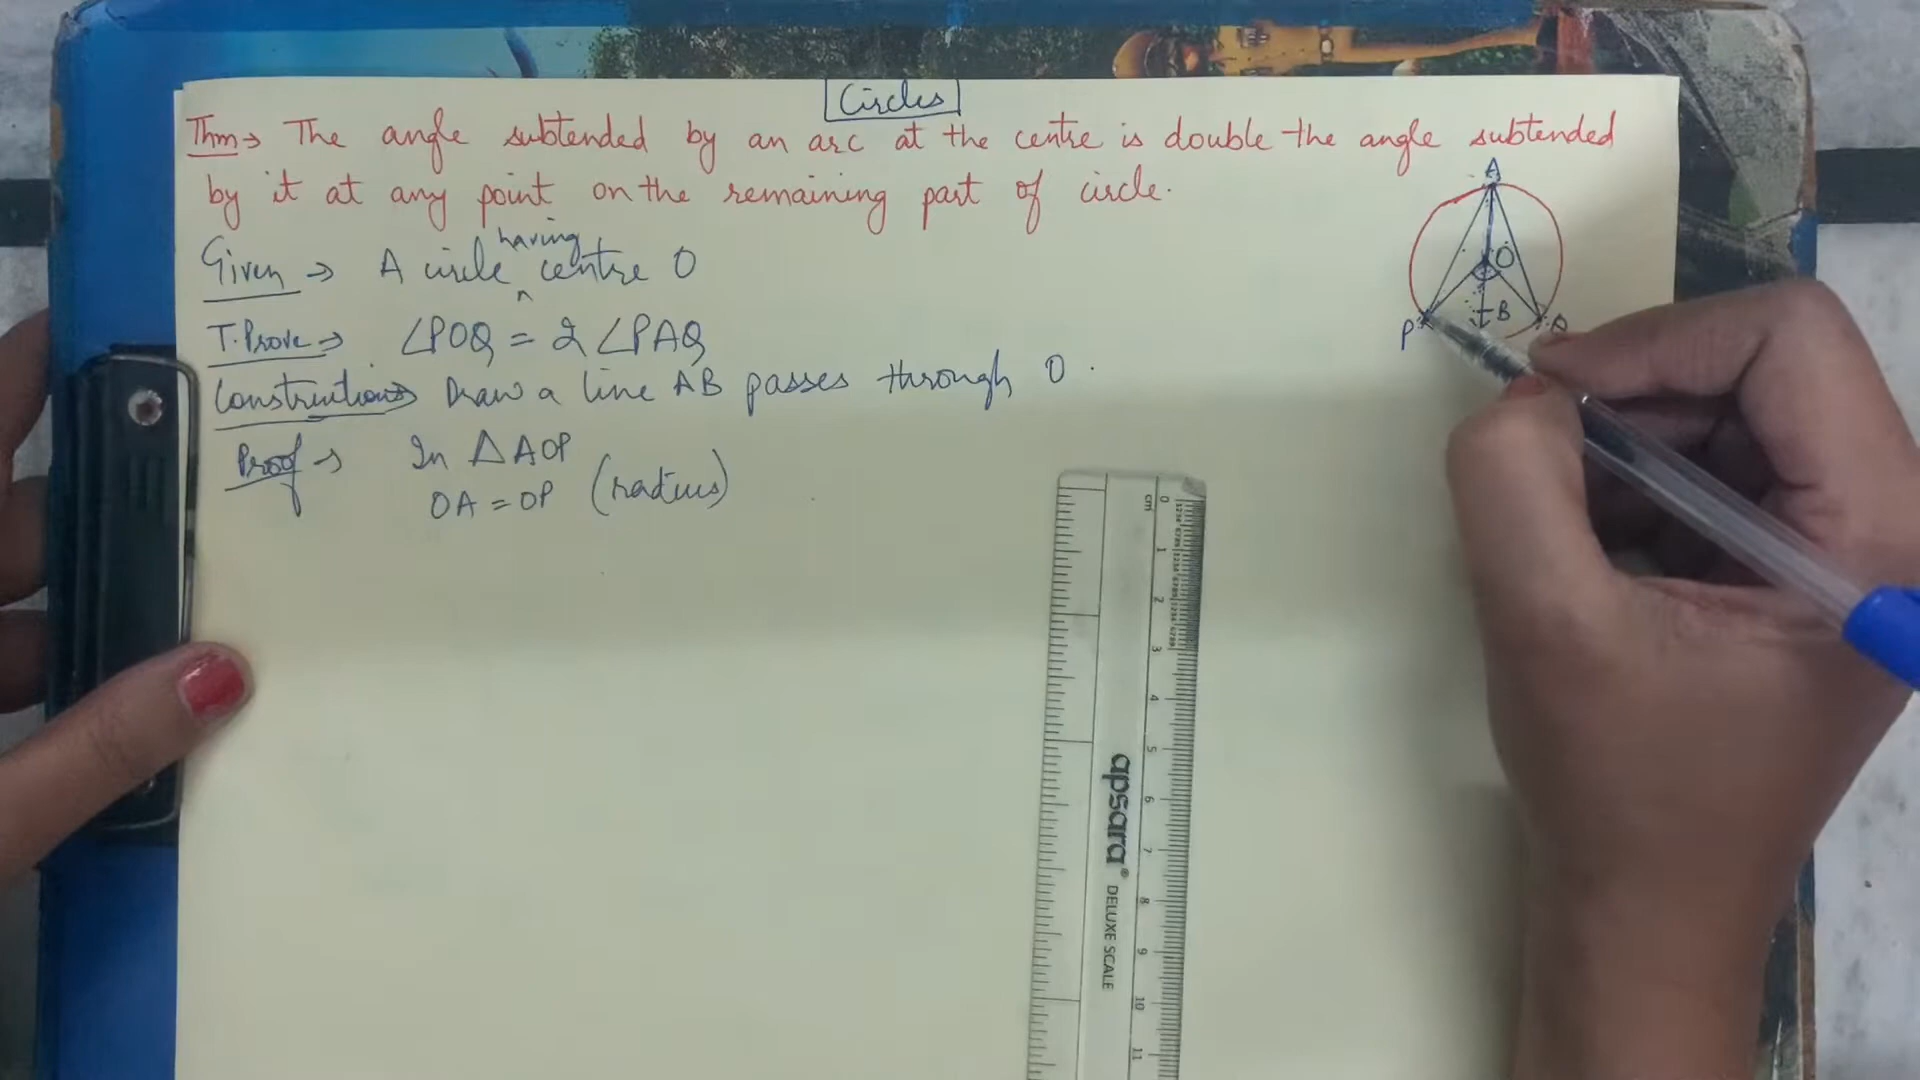 Circles
Thm→ The angle subtended by an arc at the centre is double the angle subtended
by it at any point on the remaining part of circle.
Given → A circle having centre O
T.Prove → ∠POQ = 2 ∠PAQ
Construction→ Draw a line AB passes through O.
Proof → In △AOP
OA = OP (radius)
A
O
B
P
Q
cm
0
1
2
3
4
5
6
7
8
9
10
11
apsara®
DELUXE SCALE